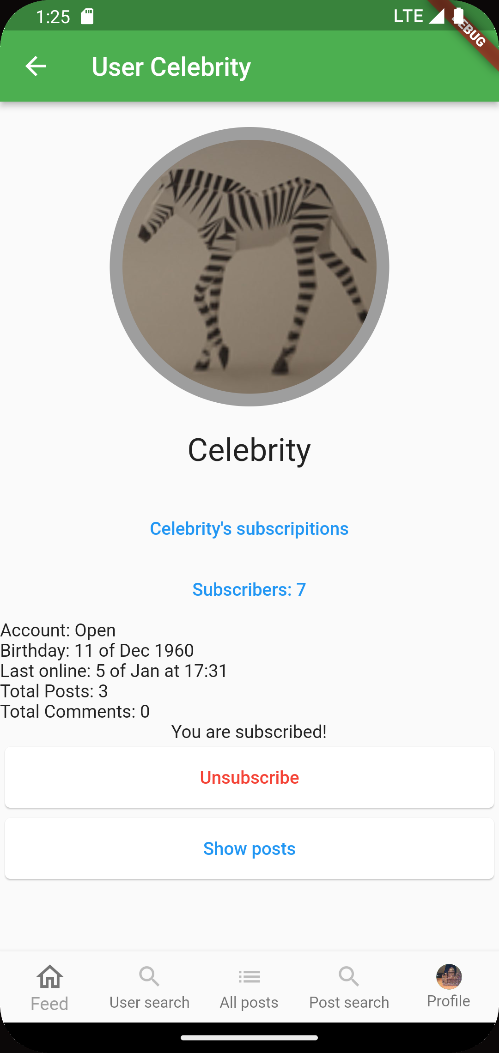 1:25 LTE
DEBUG
User Celebrity
Celebrity
Celebrity's subscripitions
Subscribers: 7
Account: Open
Birthday: 11 of Dec 1960
Last online: 5 of Jan at 17:31
Total Posts: 3
Total Comments: 0
You are subscribed!
Unsubscribe
Show posts
Feed User search All posts Post search Profile